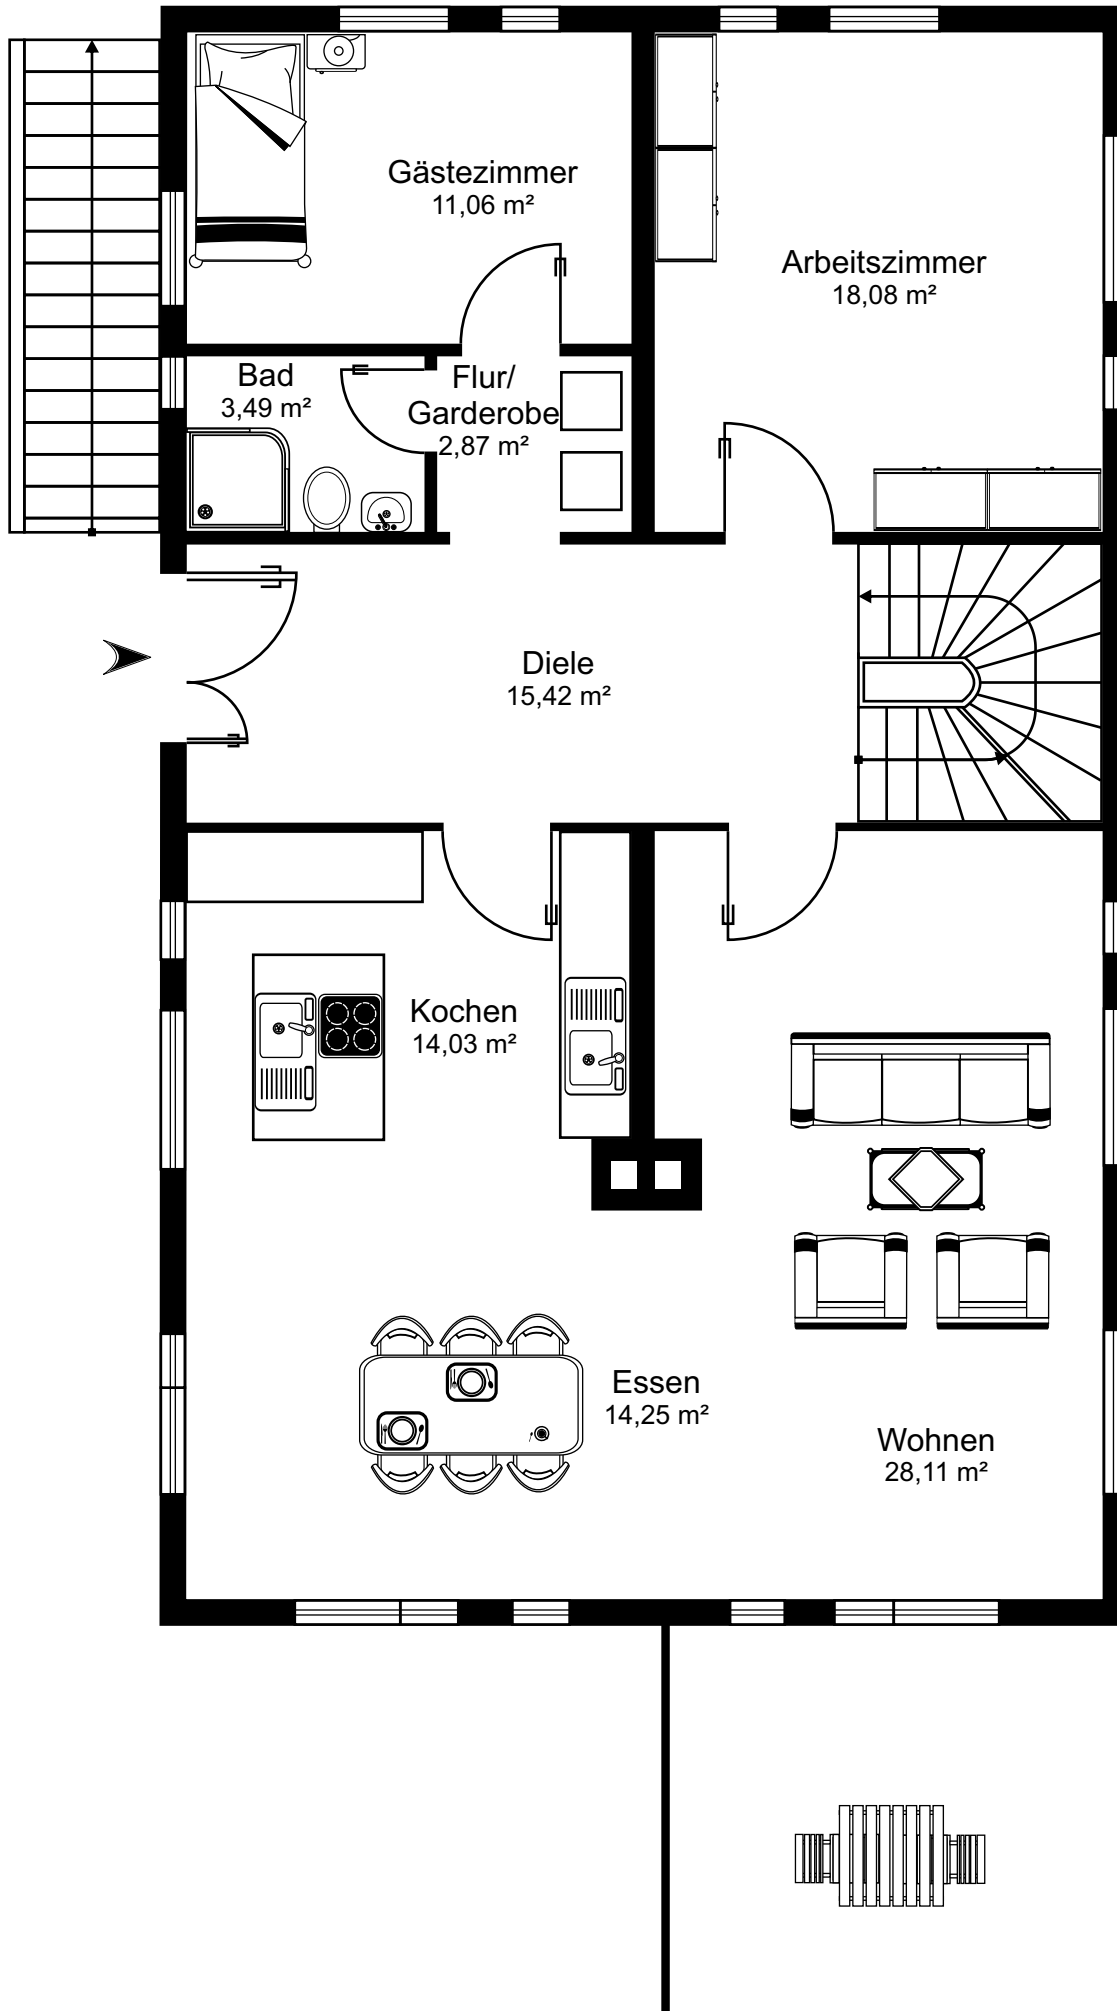 Gästezimmer
11,06 m²
Arbeitszimmer
18,08 m²
Bad
3,49 m²
Flur/
Garderobe
2,87 m²
Diele
15,42 m²
Kochen
14,03 m²
Essen
14,25 m²
Wohnen
28,11 m²